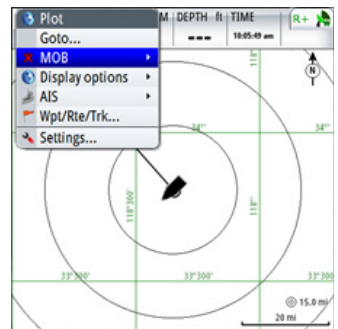 Plot
M DEPTH ft TIME
R+
Goto...
--- 10:05:49 am
MOB
Display options
N
AIS
Wpt/Rte/Trk...
34°' 34°'
Settings...
118°300' 118°'
33°300' 33°300' 33°300
15.0 mi
20 mi